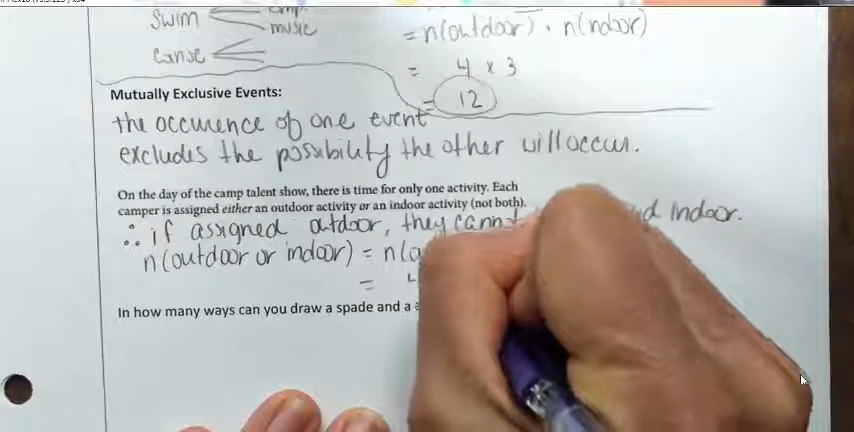 swim
music
canoe
= n(outdoor) · n(indoor)
= 4 x 3
= 12
Mutually Exclusive Events:
the occurence of one event
excludes the possibility the other will occur.
On the day of the camp talent show, there is time for only one activity. Each
camper is assigned either an outdoor activity or an indoor activity (not both).
∴ if assigned outdoor, they cannot indoor.
n(outdoor or indoor) = n(o
=
In how many ways can you draw a spade and a